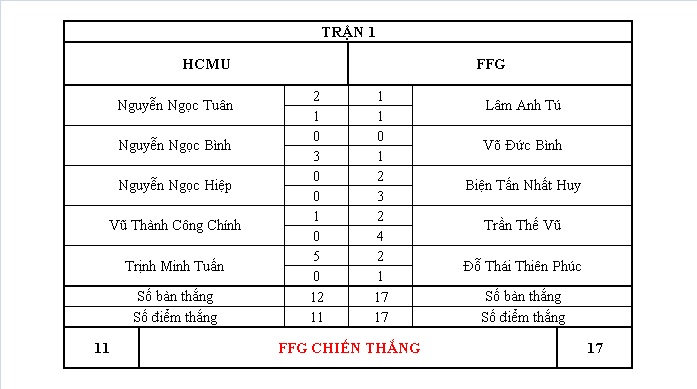 TRẬN 1
HCMU FFG
Nguyễn Ngọc Tuân 2 1 Lâm Anh Tú
1 1
Nguyễn Ngọc Bình 0 0 Võ Đức Bình
3 1
Nguyễn Ngọc Hiệp 0 2 Biện Tấn Nhất Huy
0 3
Vũ Thành Công Chính 1 2 Trần Thế Vũ
0 4
Trịnh Minh Tuấn 5 2 Đỗ Thái Thiên Phúc
0 1
Số bàn thắng 12 17 Số bàn thắng
Số điểm thắng 11 17 Số điểm thắng
11 FFG CHIẾN THẮNG 17